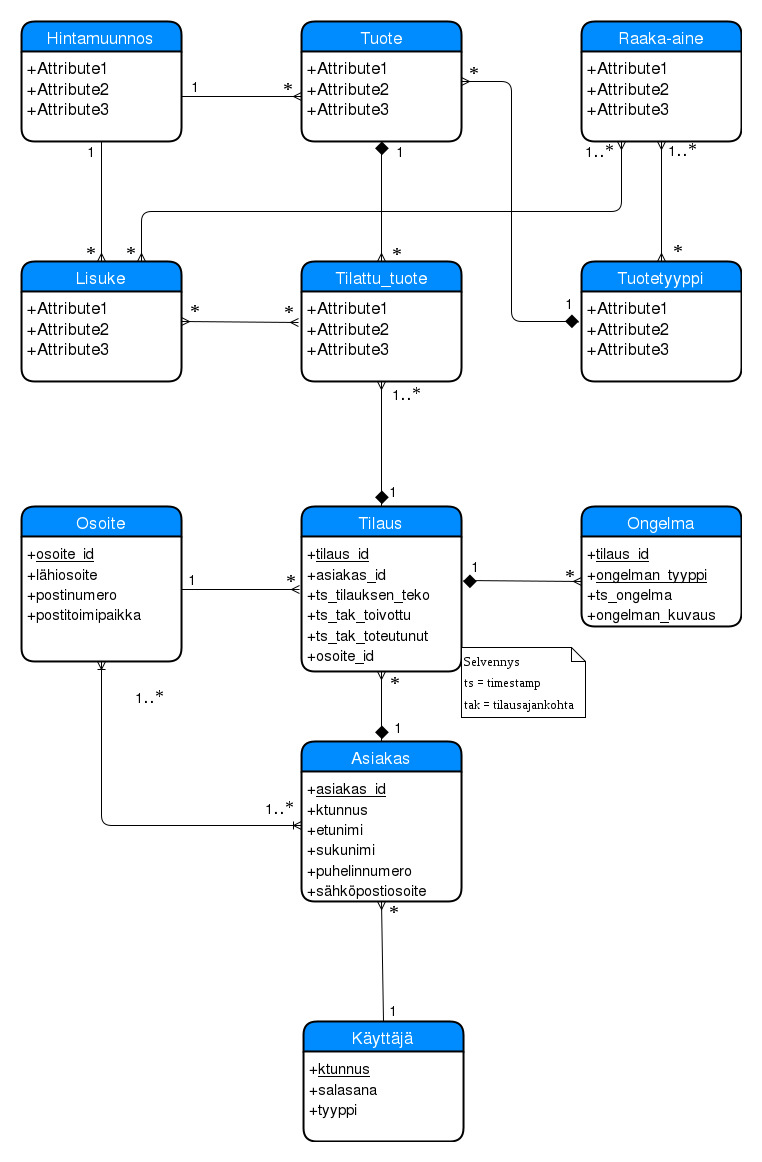 Hintamuunnos
+Attribute1
+Attribute2
+Attribute3
1
*
Tuote
+Attribute1
+Attribute2
+Attribute3
*
Raaka-aine
+Attribute1
+Attribute2
+Attribute3
1
1
1..*
1..*
*
*
*
*
Lisuke
+Attribute1
+Attribute2
+Attribute3
*
*
Tilattu_tuote
+Attribute1
+Attribute2
+Attribute3
1
Tuotetyyppi
+Attribute1
+Attribute2
+Attribute3
1..*
1
Osoite
+osoite_id
+lähiosoite
+postinumero
+postitoimipaikka
1
*
Tilaus
+tilaus_id
+asiakas_id
+ts_tilauksen_teko
+ts_tak_toivottu
+ts_tak_toteutunut
+osoite_id
1
*
Ongelma
+tilaus_id
+ongelman_tyyppi
+ts_ongelma
+ongelman_kuvaus
Selvennys
ts = timestamp
tak = tilausajankohta
*
1..*
1
1..*
Asiakas
+asiakas_id
+ktunnus
+etunimi
+sukunimi
+puhelinnumero
+sähköpostiosoite
*
1
Käyttäjä
+ktunnus
+salasana
+tyyppi